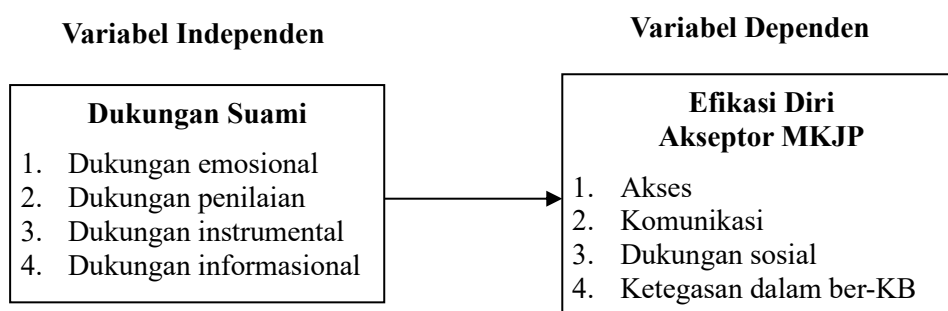 Variabel Independen
Dukungan Suami
1. Dukungan emosional
2. Dukungan penilaian
3. Dukungan instrumental
4. Dukungan informasional
Variabel Dependen
Efikasi Diri
Akseptor MKJP
1. Akses
2. Komunikasi
3. Dukungan sosial
4. Ketegasan dalam ber-KB